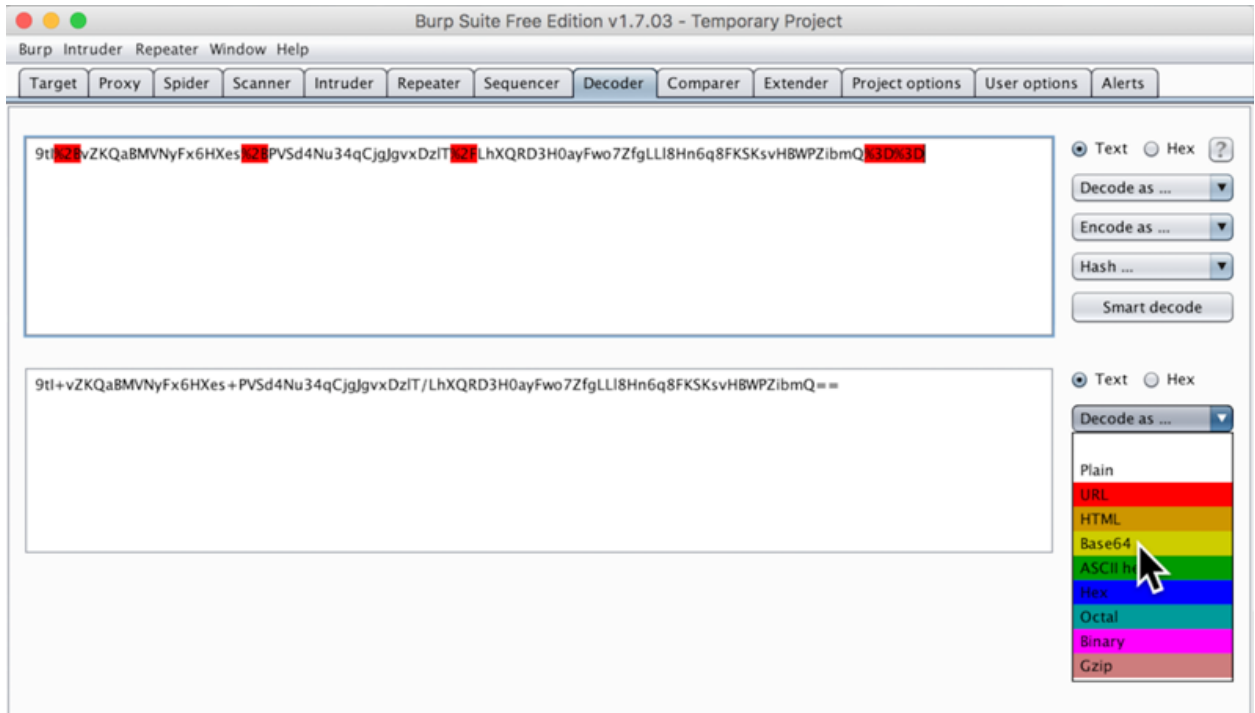 Burp Suite Free Edition v1.7.03 - Temporary Project
Burp Intruder Repeater Window Help
Target Proxy Spider Scanner Intruder Repeater Sequencer Decoder Comparer Extender Project options User options Alerts
9tI%2BvZKQaBMVNyFx6HXes%2BPVSd4Nu34qCjgJgvxDzlT%2FLhXQRD3H0ayFwo7ZfgLLl8Hn6q8FKSKsvHBWPZibmQ%3D%3D
Text Hex ?
Decode as ...
Encode as ...
Hash ...
Smart decode
9tI+vZKQaBMVNyFx6HXes+PVSd4Nu34qCjgJgvxDzlT/LhXQRD3H0ayFwo7ZfgLLl8Hn6q8FKSKsvHBWPZibmQ==
Text Hex
Decode as ...
Plain
URL
HTML
Base64
ASCII
Hex
Octal
Binary
Gzip